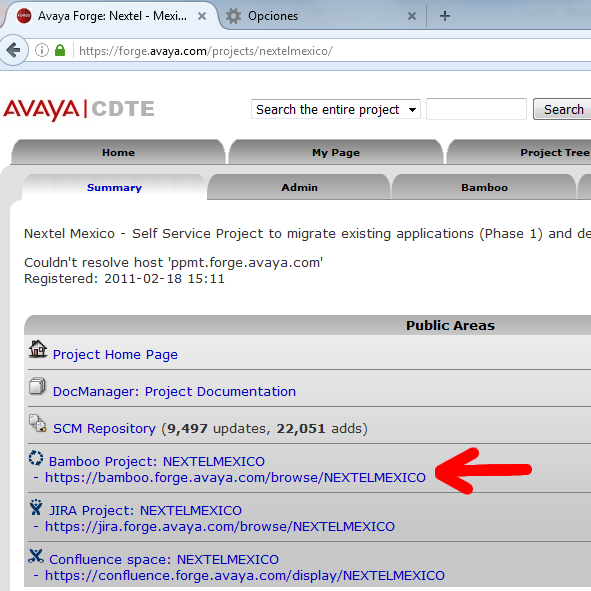 Avaya Forge: Nextel - Mexi...
Opciones
https://forge.avaya.com/projects/nextelmexico/
AVAYA | CDTE
Search the entire project
Search
Home
My Page
Project Tree
Summary
Admin
Bamboo
Nextel Mexico - Self Service Project to migrate existing applications (Phase 1) and de
Couldn't resolve host 'ppmt.forge.avaya.com'
Registered: 2011-02-18 15:11
Public Areas
Project Home Page
DocManager: Project Documentation
SCM Repository (9,497 updates, 22,051 adds)
Bamboo Project: NEXTELMEXICO
- https://bamboo.forge.avaya.com/browse/NEXTELMEXICO
JIRA Project: NEXTELMEXICO
- https://jira.forge.avaya.com/browse/NEXTELMEXICO
Confluence space: NEXTELMEXICO
- https://confluence.forge.avaya.com/display/NEXTELMEXICO